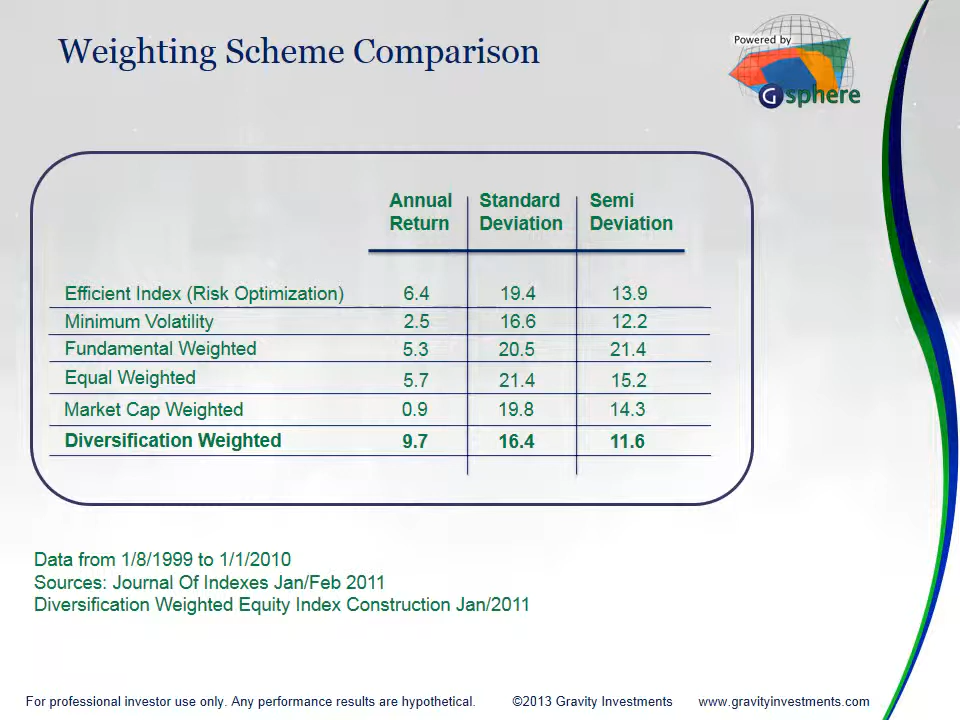 Weighting Scheme Comparison
Powered by
G sphere
Annual Return Standard Deviation Semi Deviation
Efficient Index (Risk Optimization) 6.4 19.4 13.9
Minimum Volatility 2.5 16.6 12.2
Fundamental Weighted 5.3 20.5 21.4
Equal Weighted 5.7 21.4 15.2
Market Cap Weighted 0.9 19.8 14.3
Diversification Weighted 9.7 16.4 11.6
Data from 1/8/1999 to 1/1/2010
Sources: Journal Of Indexes Jan/Feb 2011
Diversification Weighted Equity Index Construction Jan/2011
For professional investor use only. Any performance results are hypothetical. ©2013 Gravity Investments www.gravityinvestments.com